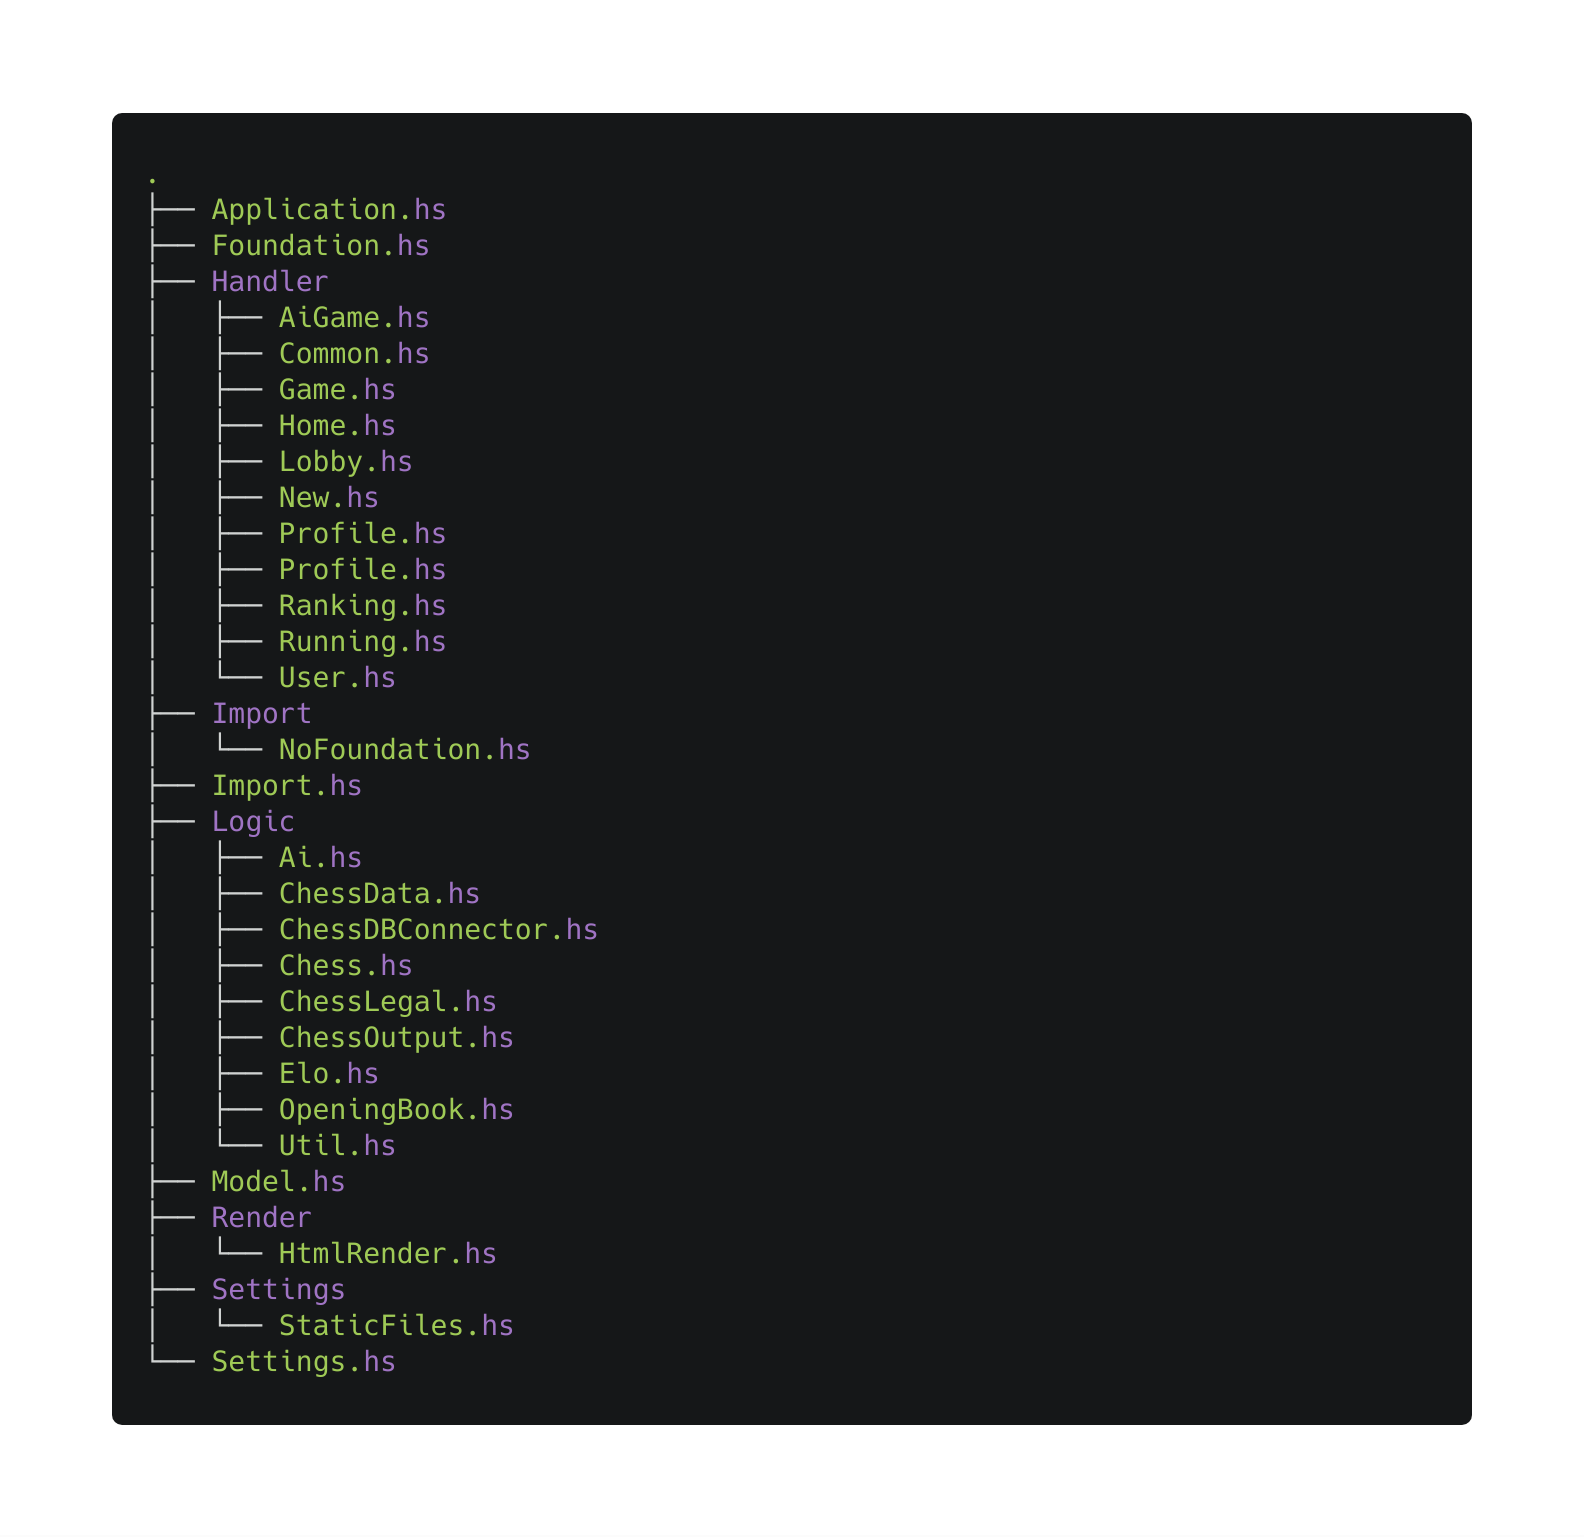 .
├── Application.hs
├── Foundation.hs
├── Handler
│   ├── AiGame.hs
│   ├── Common.hs
│   ├── Game.hs
│   ├── Home.hs
│   ├── Lobby.hs
│   ├── New.hs
│   ├── Profile.hs
│   ├── Profile.hs
│   ├── Ranking.hs
│   ├── Running.hs
│   └── User.hs
├── Import
│   └── NoFoundation.hs
├── Import.hs
├── Logic
│   ├── Ai.hs
│   ├── ChessData.hs
│   ├── ChessDBConnector.hs
│   ├── Chess.hs
│   ├── ChessLegal.hs
│   ├── ChessOutput.hs
│   ├── Elo.hs
│   ├── OpeningBook.hs
│   └── Util.hs
├── Model.hs
├── Render
│   └── HtmlRender.hs
├── Settings
│   └── StaticFiles.hs
└── Settings.hs